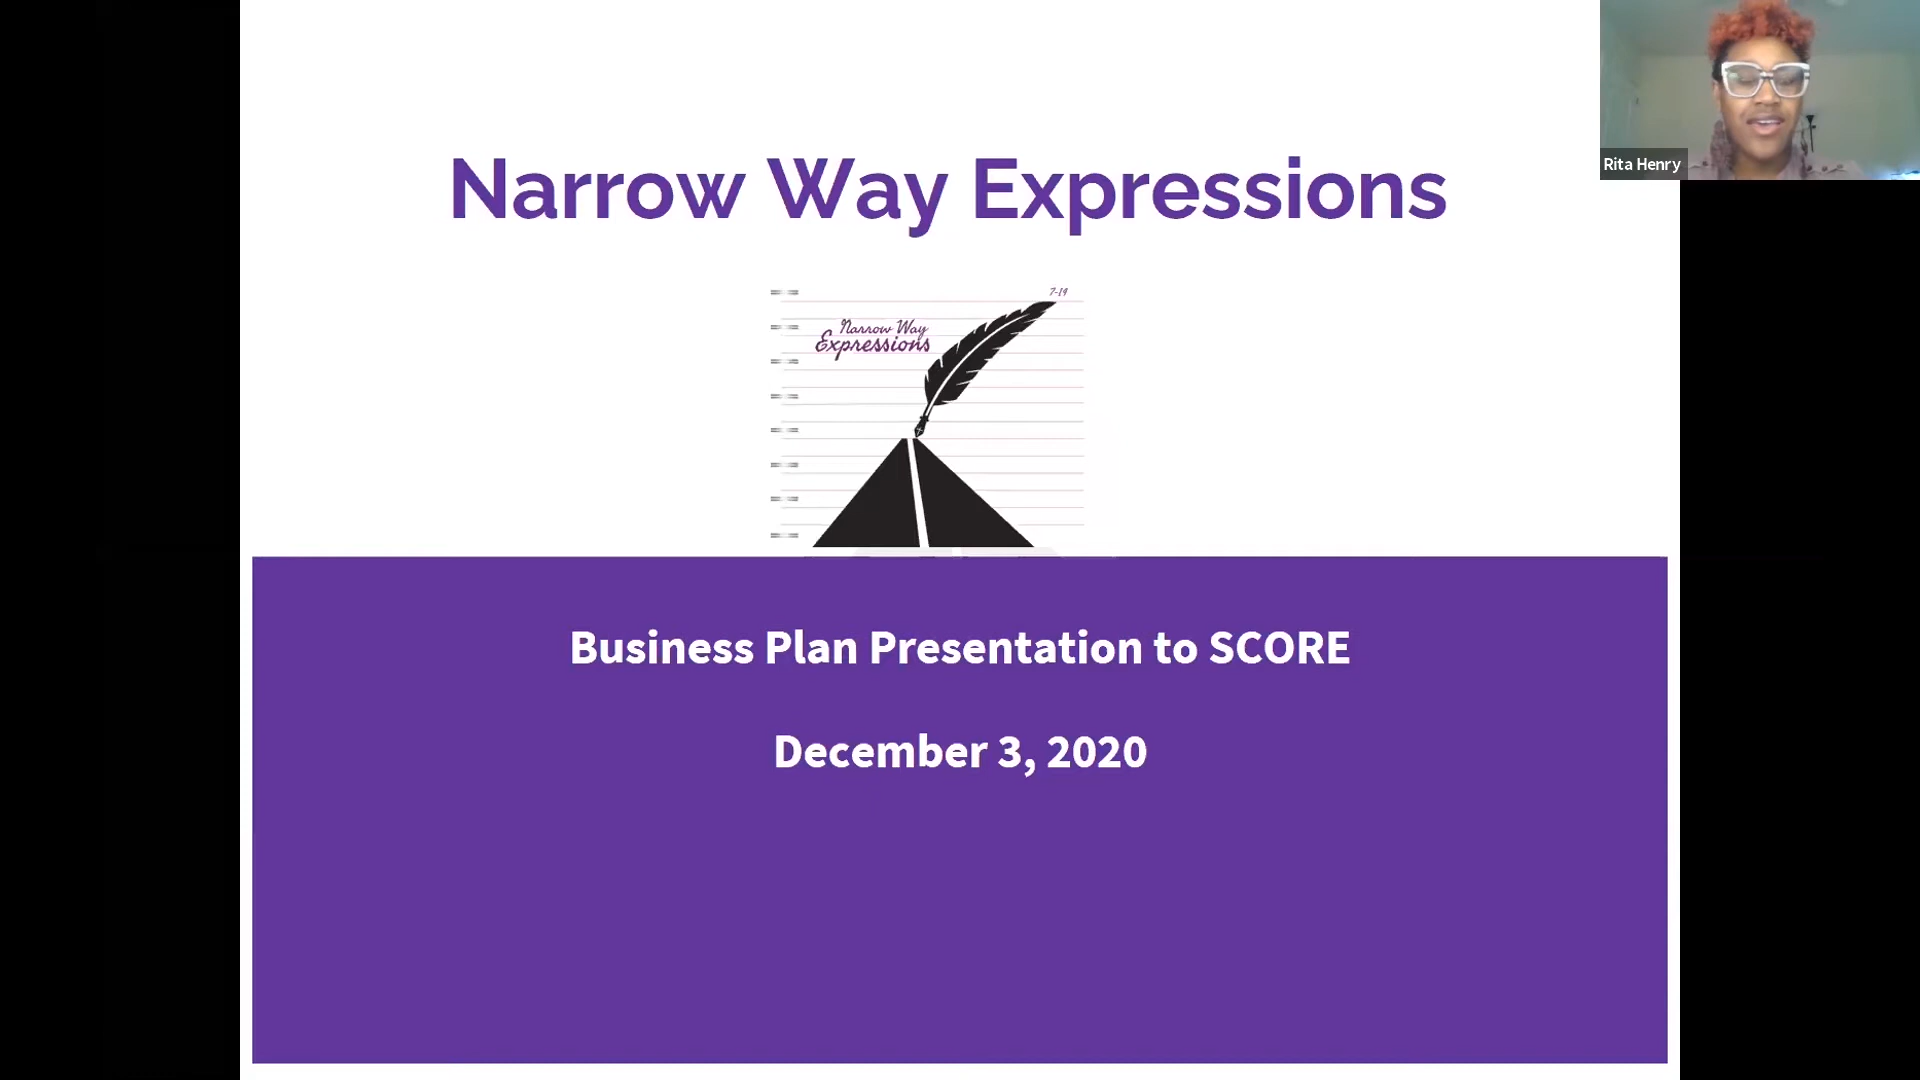 Narrow Way Expressions
Rita Henry
7-14
Narrow Way
Expressions
Business Plan Presentation to SCORE
December 3, 2020